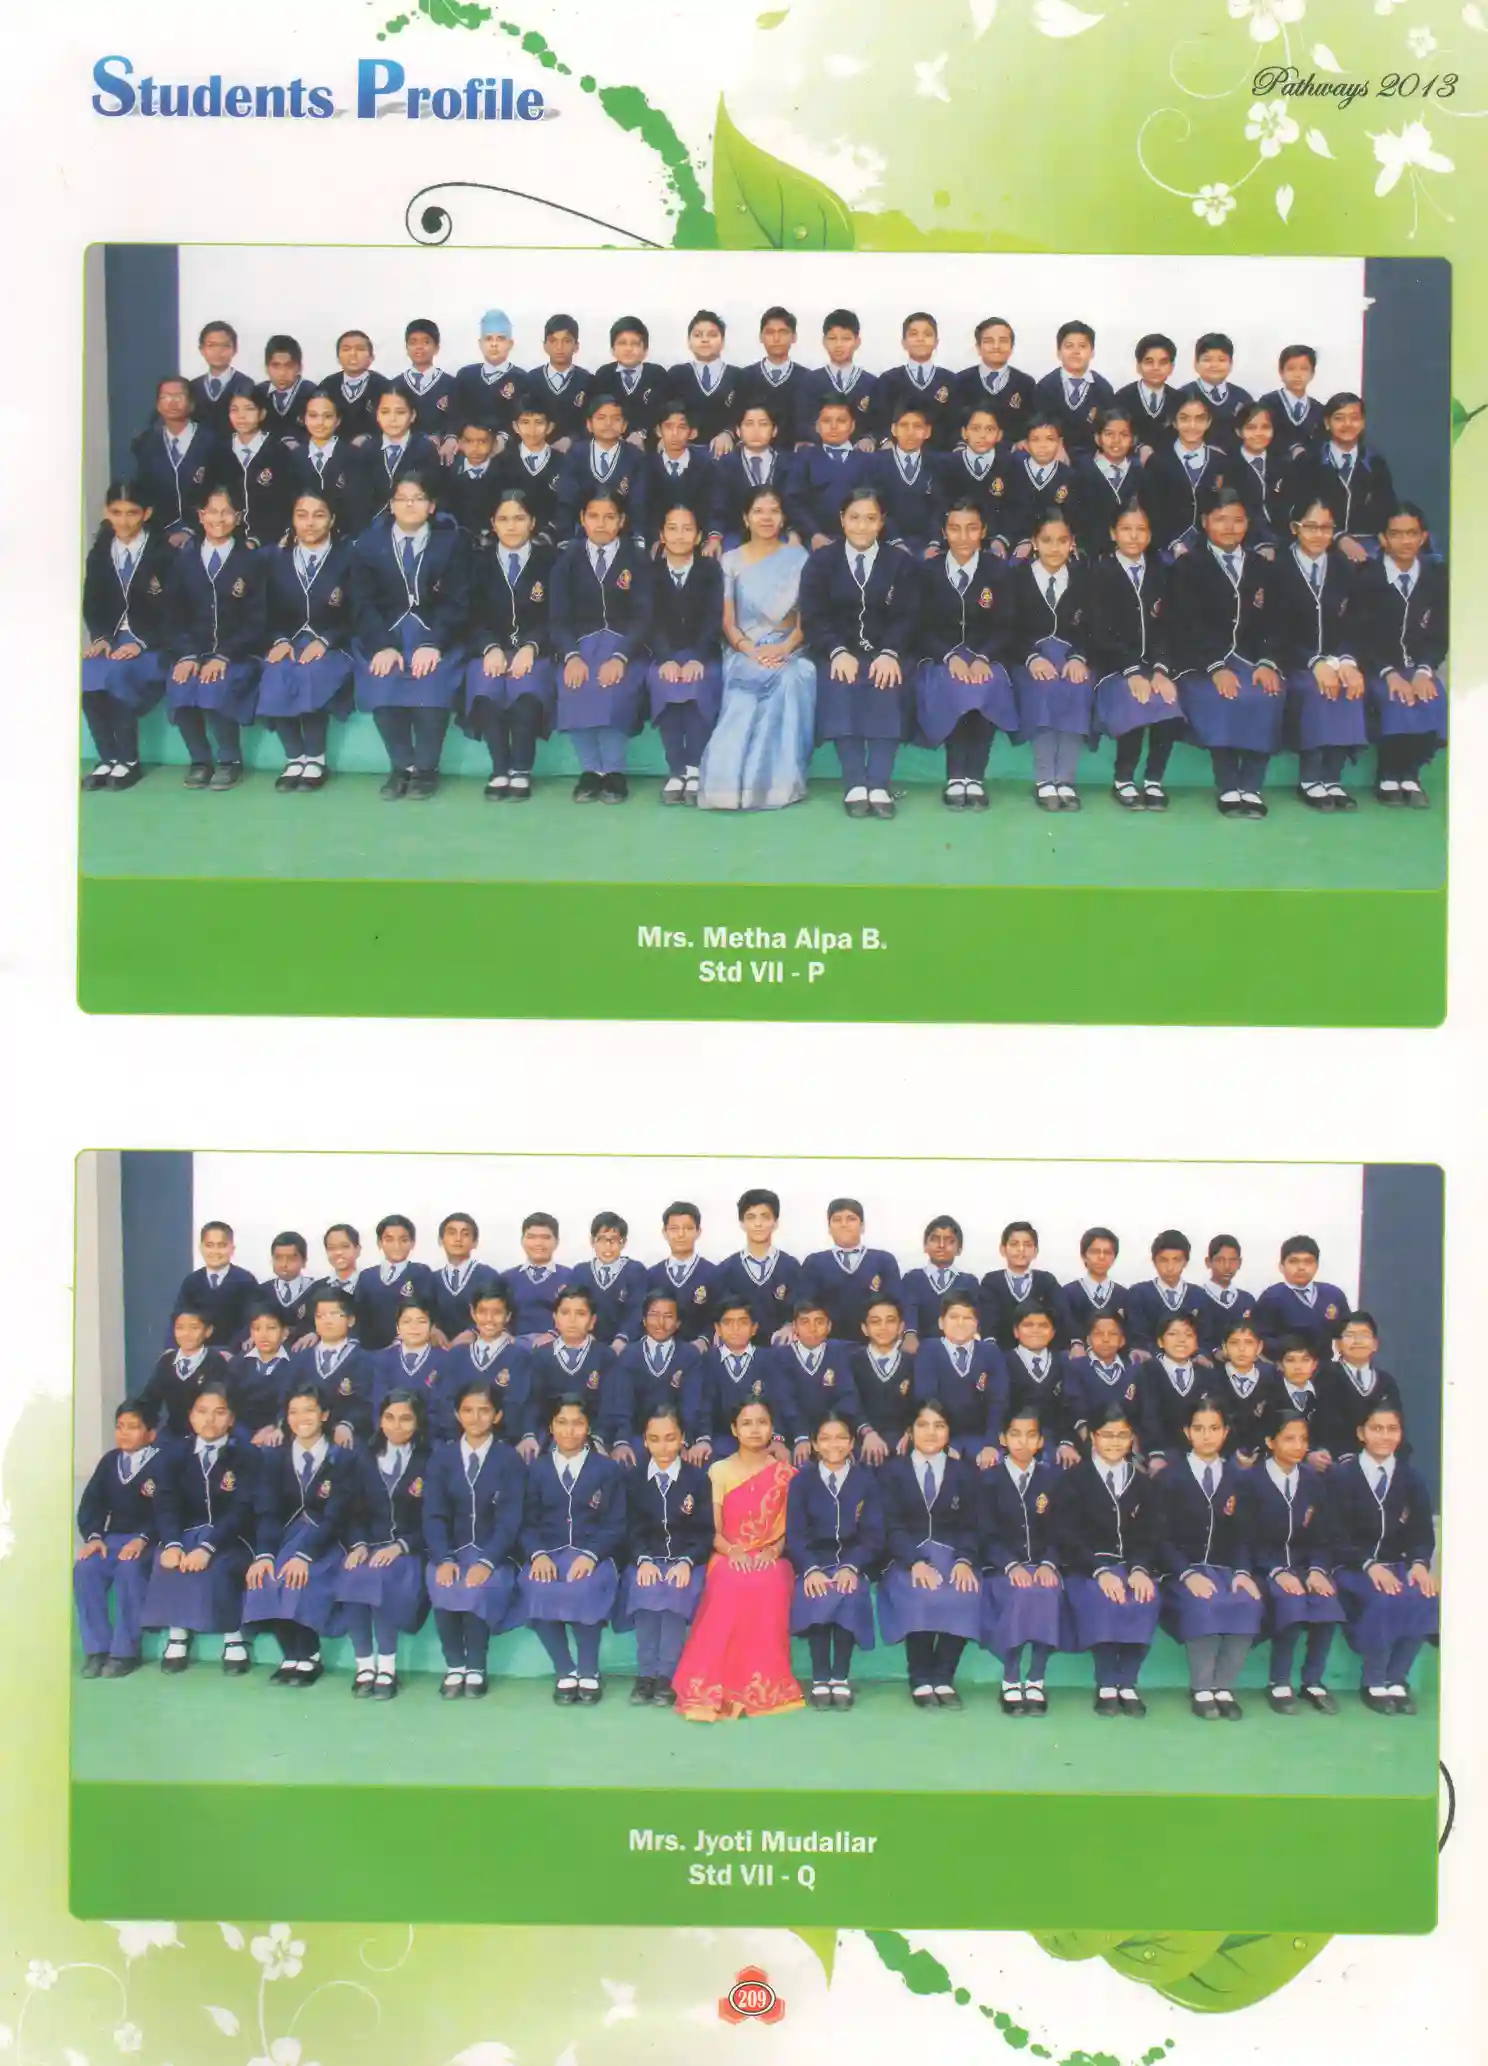 Students Profile
Pathways 2013
Mrs. Metha Alpa B.
Std VII - P
Mrs. Jyoti Mudaliar
Std VII - Q
209